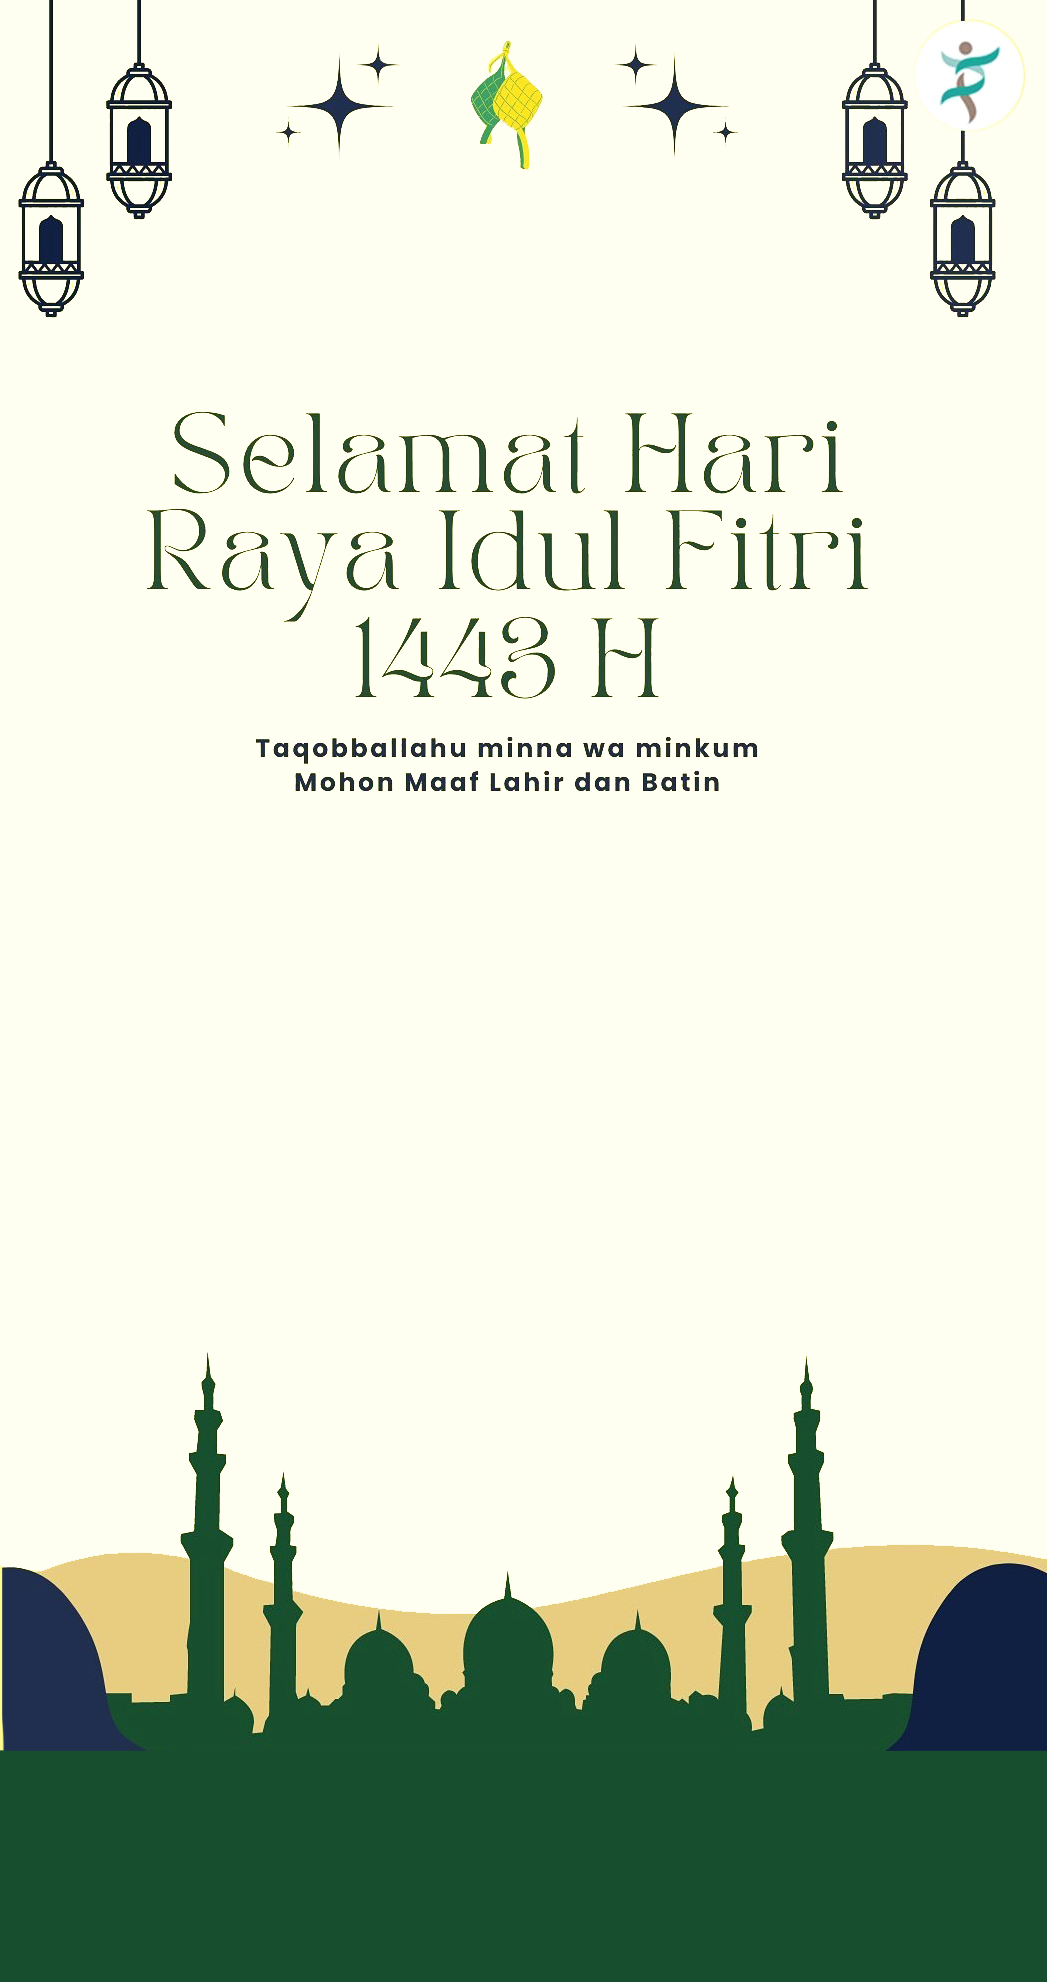 Selamat Hari
Raya Idul Fitri
1443 H
Taqobballahu minna wa minkum
Mohon Maaf Lahir dan Batin